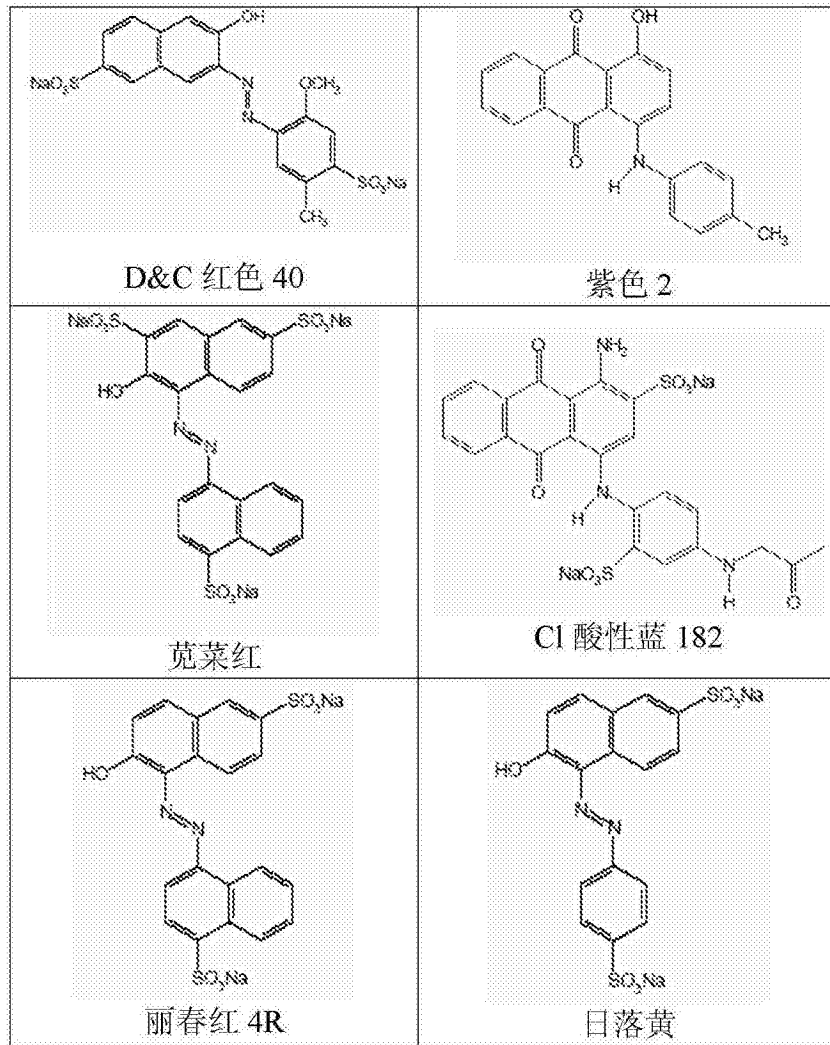 OH
NaO₃S
N
N
OCH₃
SO₃Na
CH₃
D&C 红色 40
O
OH
O
N
H
CH₃
紫色 2
NaO₃S
SO₃Na
HO
N
N
SO₃Na
苋菜红
O
NH₂
SO₃Na
O
N
H
NaO₃S
N
H
O
Cl 酸性蓝 182
SO₃Na
HO
N
N
SO₃Na
丽春红 4R
SO₃Na
HO
N
N
SO₃Na
日落黄